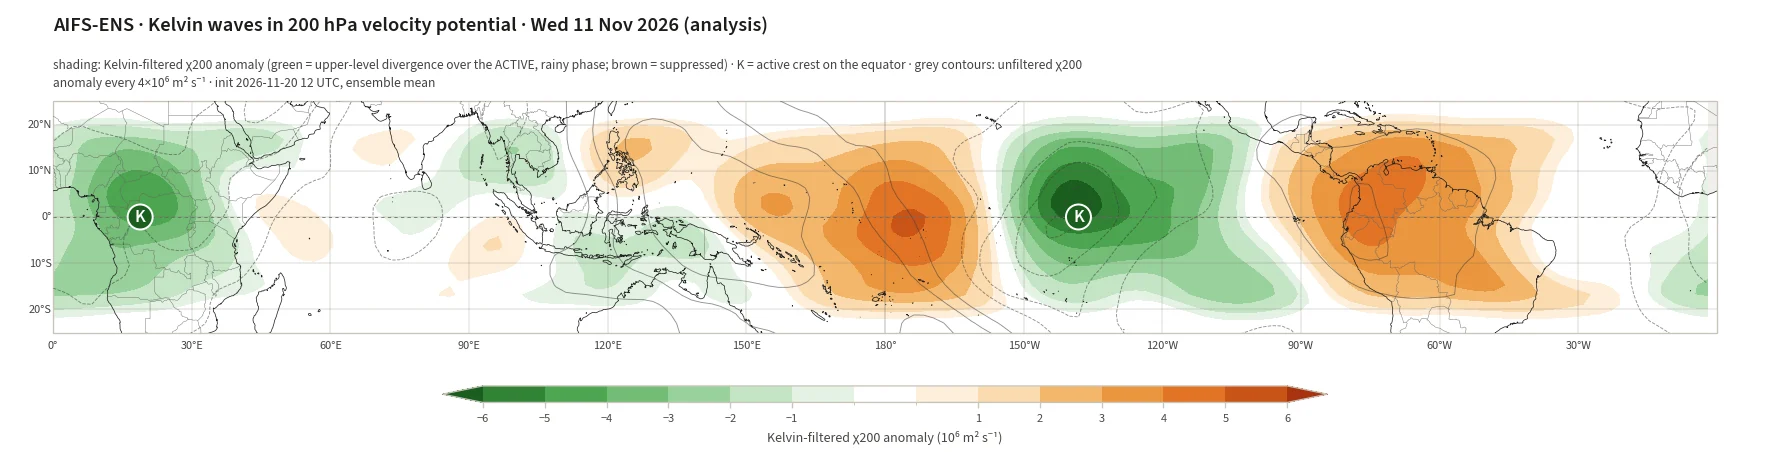 AIFS-ENS · Kelvin waves in 200 hPa velocity potential · Wed 11 Nov 2026 (analysis)
shading: Kelvin-filtered χ200 anomaly (green = upper-level divergence over the ACTIVE, rainy phase; brown = suppressed) · K = active crest on the equator · grey contours: unfiltered χ200
anomaly every 4×10⁶ m² s⁻¹ · init 2026-11-20 12 UTC, ensemble mean
20°N
10°N
0°
10°S
20°S
K
K
0° 30°E 60°E 90°E 120°E 150°E 180° 150°W 120°W 90°W 60°W 30°W
−6 −5 −4 −3 −2 −1 1 2 3 4 5 6
Kelvin-filtered χ200 anomaly (10⁶ m² s⁻¹)